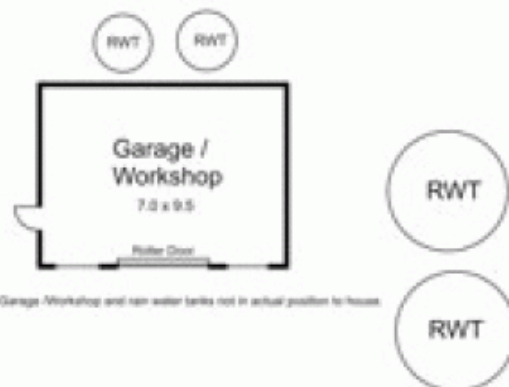 RWT
RWT
Garage /
Workshop
7.0 x 9.5
RWT
Roller Door
Garage /Workshop and rain water tanks not in actual position to house.
RWT